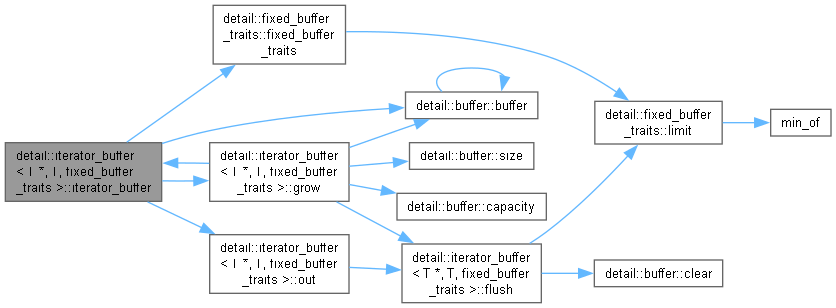 detail::fixed_buffer
_traits::fixed_buffer
_traits
detail::buffer::buffer
detail::fixed_buffer
_traits::limit
min_of
detail::iterator_buffer
< T *, T, fixed_buffer
_traits >::iterator_buffer
detail::iterator_buffer
< T *, T, fixed_buffer
_traits >::grow
detail::buffer::size
detail::buffer::capacity
detail::iterator_buffer
< T *, T, fixed_buffer
_traits >::out
detail::iterator_buffer
< T *, T, fixed_buffer
_traits >::flush
detail::buffer::clear